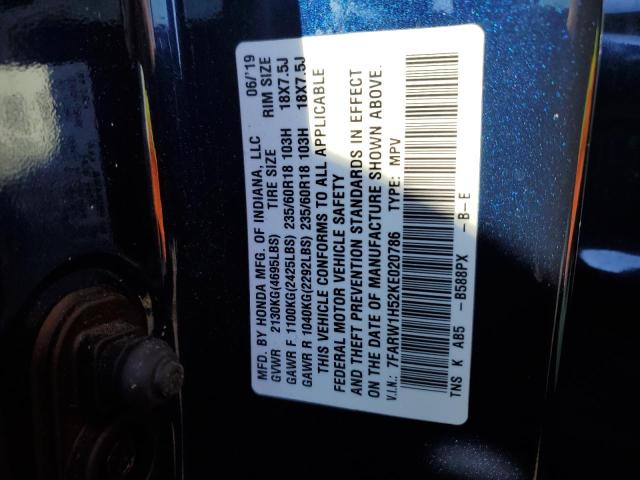 MFD. BY HONDA MFG. OF INDIANA, LLC 06/'19
GVWR 2130KG(4695LBS) TIRE SIZE RIM SIZE
GAWR F. 1100KG(2425LBS) 235/60R18 103H 18X7.5J
GAWR R 1040KG(2292LBS) 235/60R18 103H 18X7.5J
THIS VEHICLE CONFORMS TO ALL APPLICABLE
FEDERAL MOTOR VEHICLE SAFETY
AND THEFT PREVENTION STANDARDS IN EFFECT
ON THE DATE OF MANUFACTURE SHOWN ABOVE.
V.I.N.: 7FARW1H52KE020786 TYPE: MPV
TNS K AB5 -B588PX -B-E